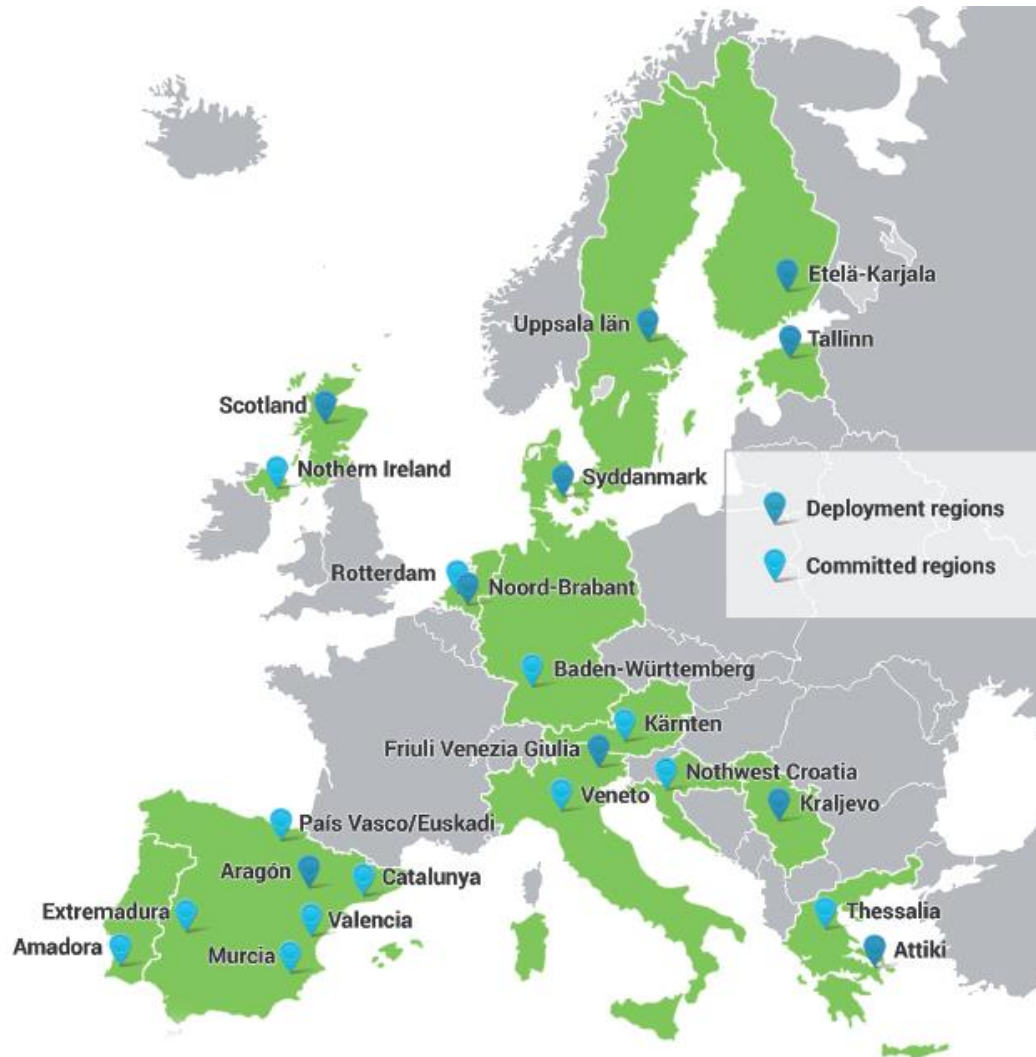 Etelä-Karjala
Uppsala län
Tallinn
Scotland
Nothern Ireland
Syddanmark
Deployment regions
Committed regions
Rotterdam
Noord-Brabant
Baden-Württemberg
Kärnten
Friuli Venezia Giulia
Nothwest Croatia
Veneto
Kraljevo
País Vasco/Euskadi
Aragón
Catalunya
Extremadura
Valencia
Thessalia
Amadora
Murcia
Attiki